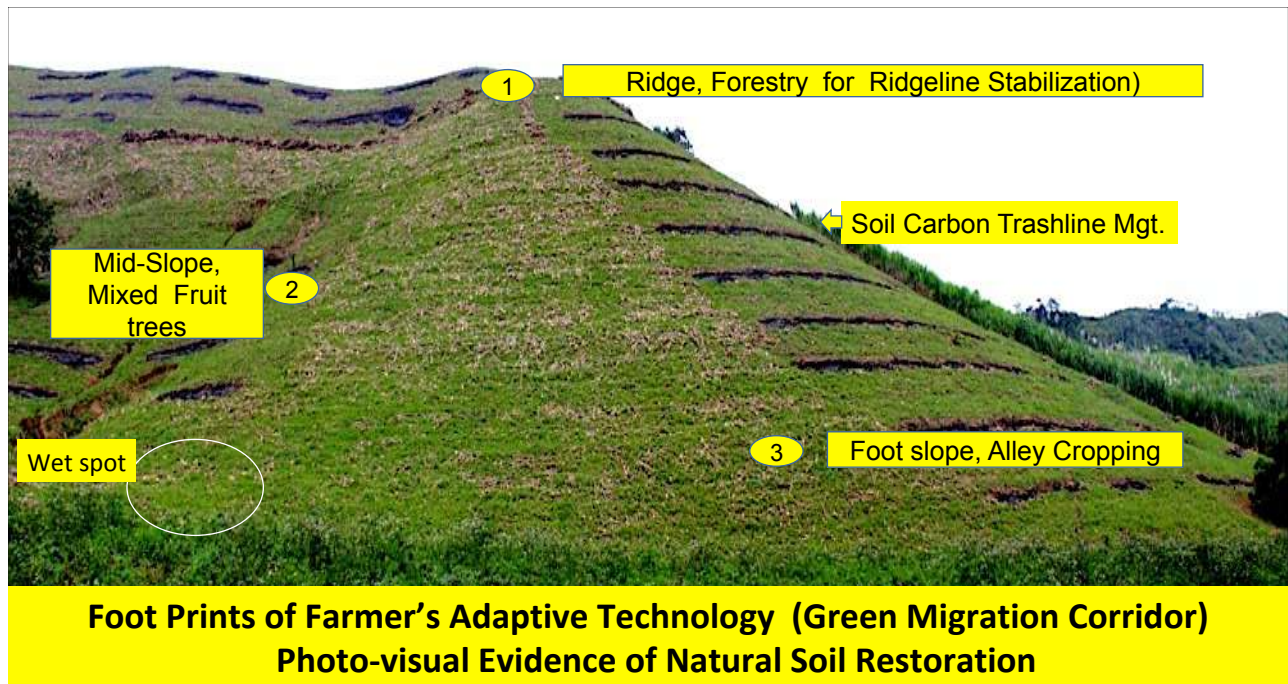 1
Ridge, Forestry for Ridgeline Stabilization)
Soil Carbon Trashline Mgt.
Mid-Slope,
Mixed Fruit
trees
2
Wet spot
3
Foot slope, Alley Cropping
Foot Prints of Farmer's Adaptive Technology (Green Migration Corridor)
Photo-visual Evidence of Natural Soil Restoration